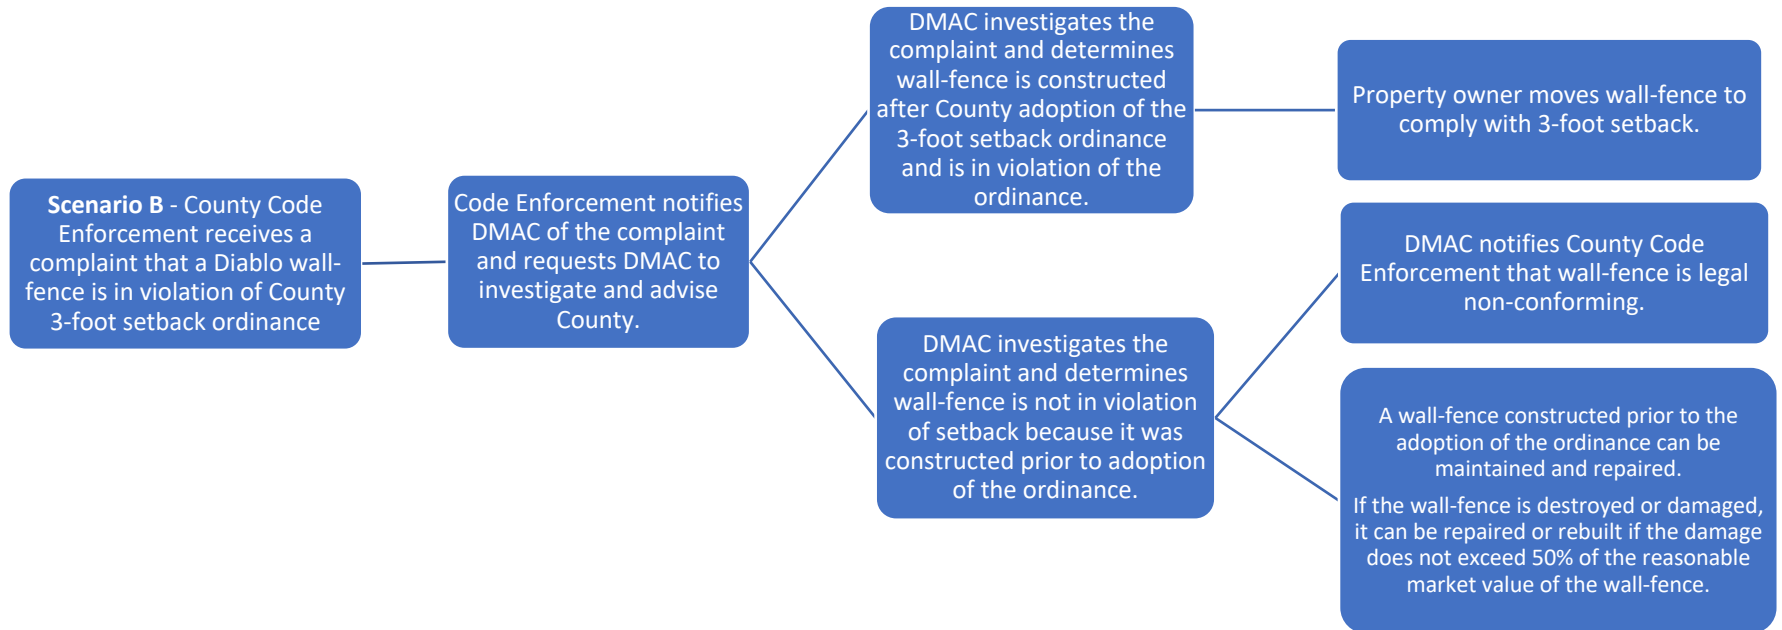 Scenario B - County Code
Enforcement receives a
complaint that a Diablo wall-
fence is in violation of County
3-foot setback ordinance
Code Enforcement notifies
DMAC of the complaint
and requests DMAC to
investigate and advise
County.
DMAC investigates the
complaint and determines
wall-fence is constructed
after County adoption of the
3-foot setback ordinance
and is in violation of the
ordinance.
Property owner moves wall-fence to
comply with 3-foot setback.
DMAC investigates the
complaint and determines
wall-fence is not in violation
of setback because it was
constructed prior to adoption
of the ordinance.
DMAC notifies County Code
Enforcement that wall-fence is legal
non-conforming.
A wall-fence constructed prior to the
adoption of the ordinance can be
maintained and repaired.
If the wall-fence is destroyed or damaged,
it can be repaired or rebuilt if the damage
does not exceed 50% of the reasonable
market value of the wall-fence.